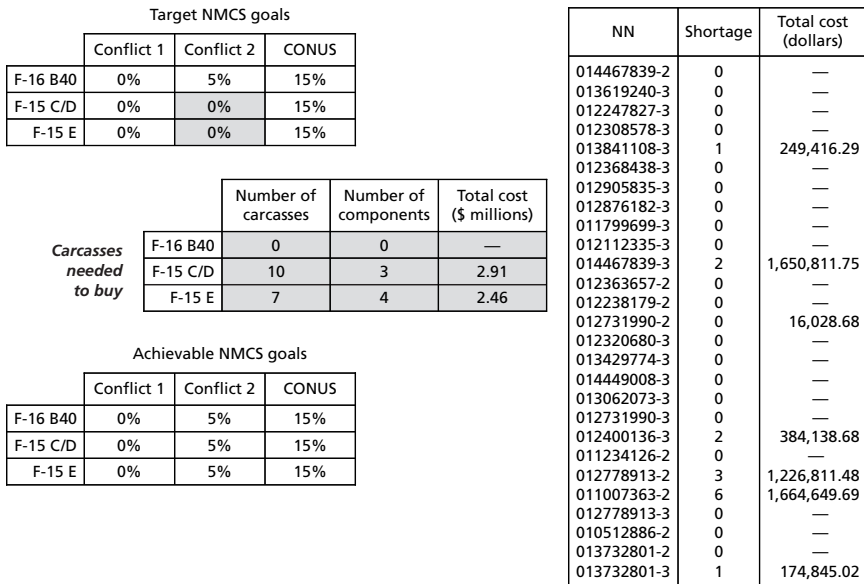 Target NMCS goals
Conflict 1 Conflict 2 CONUS
F-16 B40 0% 5% 15%
F-15 C/D 0% 0% 15%
F-15 E 0% 0% 15%
Carcasses needed to buy
Number of carcasses Number of components Total cost ($ millions)
F-16 B40 0 0 —
F-15 C/D 10 3 2.91
F-15 E 7 4 2.46
Achievable NMCS goals
Conflict 1 Conflict 2 CONUS
F-16 B40 0% 5% 15%
F-15 C/D 0% 5% 15%
F-15 E 0% 5% 15%
NN Shortage Total cost (dollars)
014467839-2 0 —
013619240-3 0 —
012247827-3 0 —
012308578-3 0 —
013841108-3 1 249,416.29
012368438-3 0 —
012905835-3 0 —
012876182-3 0 —
011799699-3 0 —
012112335-3 0 —
014467839-3 2 1,650,811.75
012363657-2 0 —
012238179-2 0 —
012731990-2 0 16,028.68
012320680-3 0 —
013429774-3 0 —
014449008-3 0 —
013062073-3 0 —
012731990-3 0 —
012400136-3 2 384,138.68
011234126-2 0 —
012778913-2 3 1,226,811.48
011007363-2 6 1,664,649.69
012778913-3 0 —
010512886-2 0 —
013732801-2 0 —
013732801-3 1 174,845.02